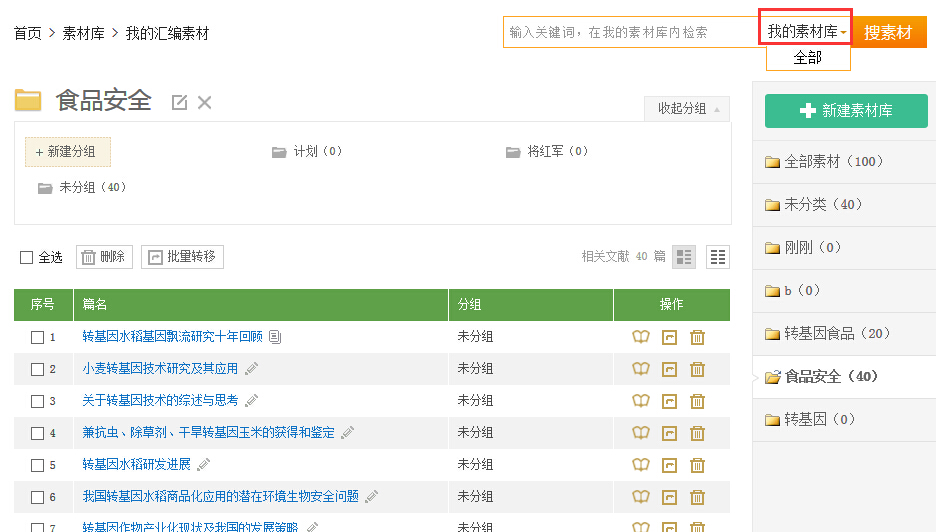 首页 > 素材库 > 我的汇编素材
输入关键词，在我的素材库内检索
我的素材库
搜素材
全部
食品安全
收起分组
+ 新建分组
计划（0）
将红军（0）
未分组（40）
新建素材库
全部素材（100）
未分类（40）
刚刚（0）
b（0）
转基因食品（20）
食品安全（40）
转基因（0）
全选
删除
批量转移
相关文献 40 篇
序号 篇名 分组 操作
1 转基因水稻基因飘流研究十年回顾 未分组
2 小麦转基因技术研究及其应用 未分组
3 关于转基因技术的综述与思考 未分组
4 兼抗虫、除草剂、干旱转基因玉米的获得和鉴定 未分组
5 转基因水稻研发进展 未分组
6 我国转基因水稻商品化应用的潜在环境生物安全问题 未分组
7 转基因作物产业化现状及我国的发展策略 未分组